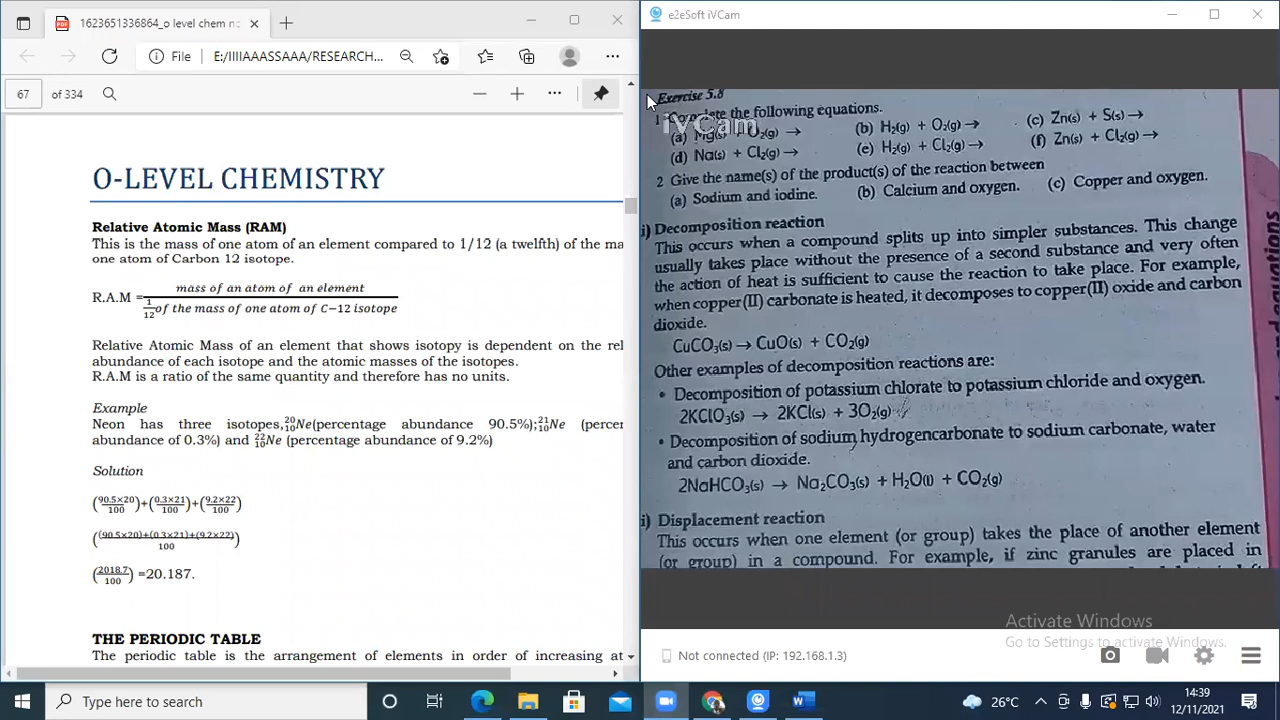 1623651336864_o level chem no
e2eSoft iVCam
File E:/IIIIAAASSAAA/RESEARCH...
67 of 334
O-LEVEL CHEMISTRY
Relative Atomic Mass (RAM)
This is the mass of one atom of an element compared to 1/12 (a twelfth) of the ma
one atom of Carbon 12 isotope.
R.A.M = mass of an atom of an element / 1/12 of the mass of one atom of C−12 isotope
Relative Atomic Mass of an element that shows isotopy is dependent on the rel
abundance of each isotope and the atomic masses of the isotopes.
R.A.M is a ratio of the same quantity and therefore has no units.
Example
Neon has three isotopes,²⁰₁₀Ne(percentage abundance 90.5%);²¹₁₀Ne (percen
abundance of 0.3%) and ²²₁₀Ne (percentage abundance of 9.2%)
Solution
(90.5×20/100)+(0.3×21/100)+(9.2×22/100)
((90.5×20)+(0.3×21)+(9.2×22)/100)
(2018.7/100) =20.187.
THE PERIODIC TABLE
The periodic table is the arrangement of elements in order of increasing at
Exercise 5.8
1 Complete the following equations.
iVCam
(a) Mg(s) + O₂(g) → (b) H₂(g) + O₂(g) → (c) Zn(s) + S(s) →
(d) Na(s) + Cl₂(g) → (e) H₂(g) + Cl₂(g) → (f) Zn(s) + Cl₂(g) →
2 Give the name(s) of the product(s) of the reaction between
(a) Sodium and iodine. (b) Calcium and oxygen. (c) Copper and oxygen.
i) Decomposition reaction
This occurs when a compound splits up into simpler substances. This change
usually takes place without the presence of a second substance and very often
the action of heat is sufficient to cause the reaction to take place. For example,
when copper(II) carbonate is heated, it decomposes to copper(II) oxide and carbon
dioxide.
CuCO₃(s) → CuO(s) + CO₂(g)
Other examples of decomposition reactions are:
• Decomposition of potassium chlorate to potassium chloride and oxygen.
2KClO₃(s) → 2KCl(s) + 3O₂(g)
• Decomposition of sodium hydrogencarbonate to sodium carbonate, water
and carbon dioxide.
2NaHCO₃(s) → Na₂CO₃(s) + H₂O(l) + CO₂(g)
i) Displacement reaction
This occurs when one element (or group) takes the place of another element
(or group) in a compound. For example, if zinc granules are placed in
equations
Activate Windows
Go to Settings to activate Windows.
Not connected (IP: 192.168.1.3)
Type here to search
26°C
14:39
12/11/2021